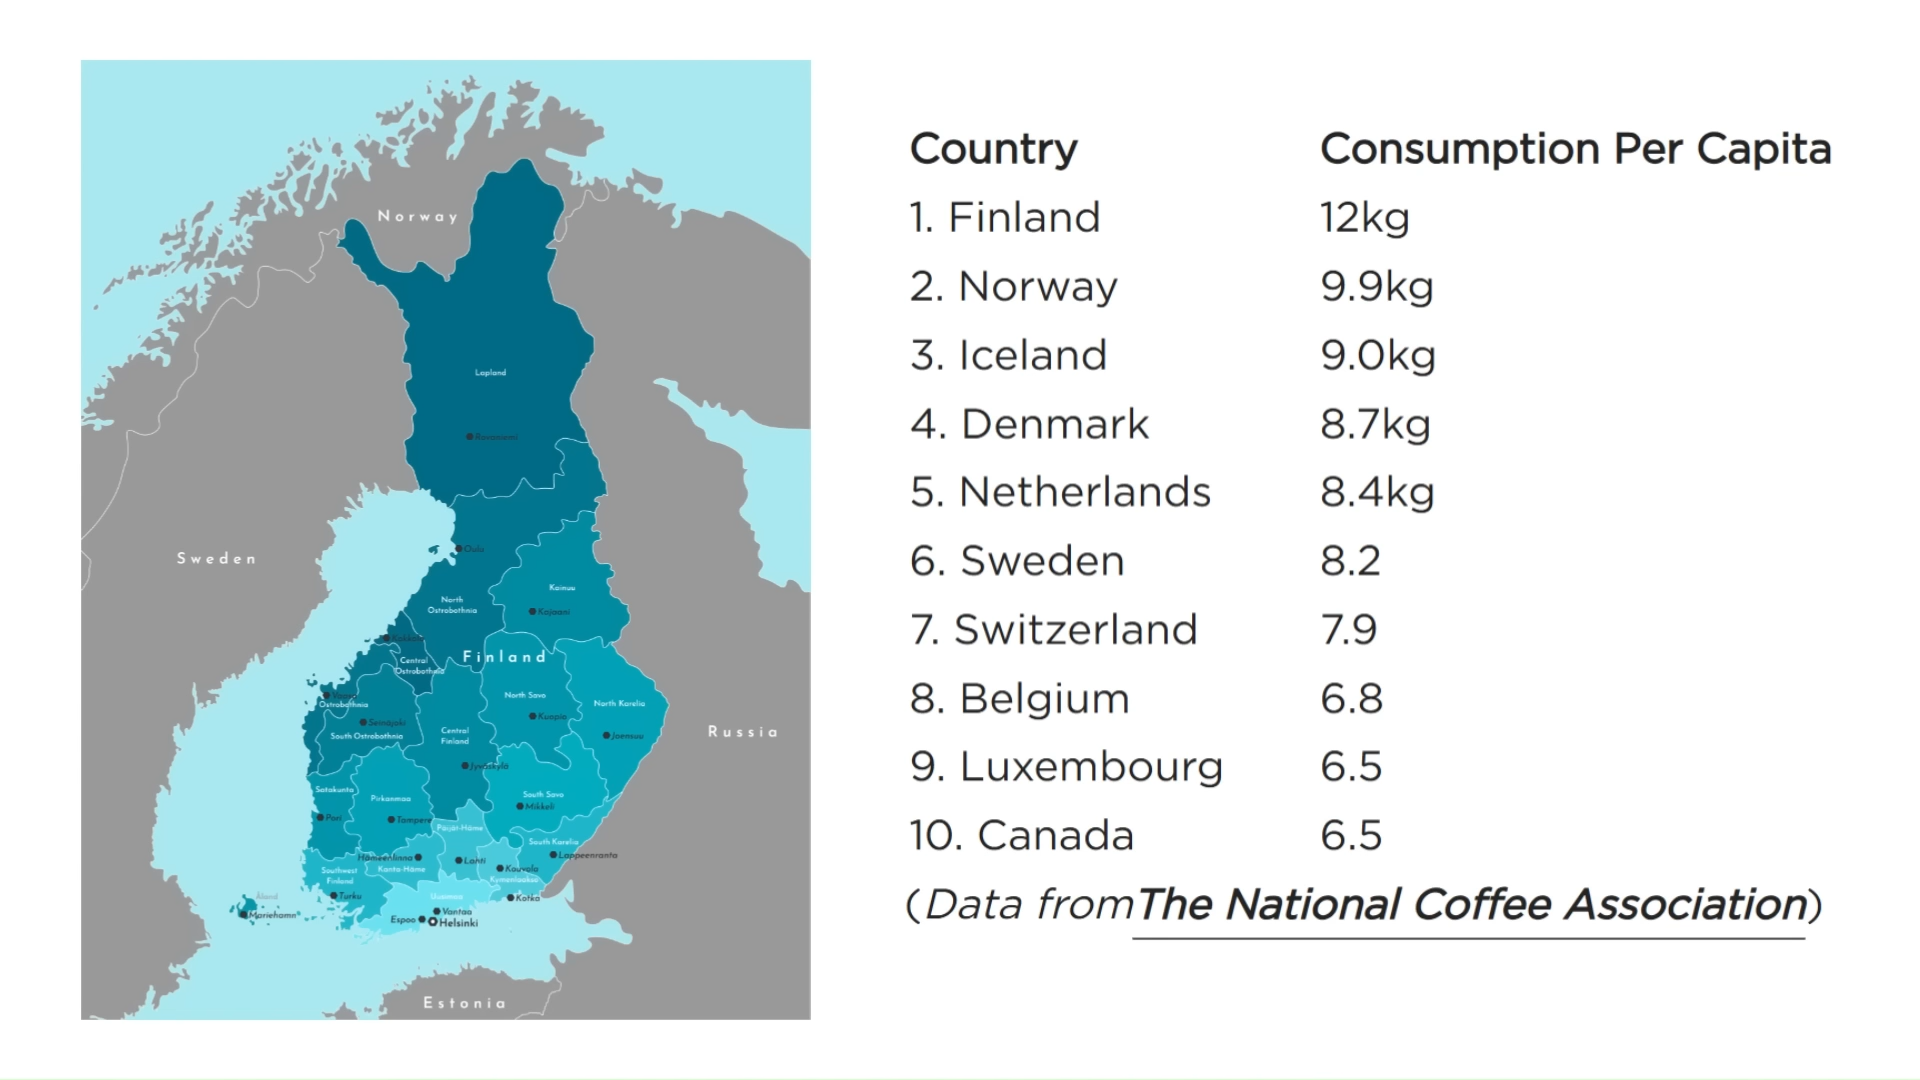 Norway
Lapland
Rovaniemi
Sweden
Oulu
Kainuu
North
Ostrobothnia
Kajaani
Kokkola
Finland
Central
Ostrobothnia
Vaasa
Ostrobothnia
North Savo
North Karelia
Seinäjoki
Kuopio
South Ostrobothnia
Central
Finland
Joensuu
Russia
Jyväskylä
Satakunta
Pirkanmaa
South Savo
Mikkeli
Pori
Tampere
Päijät-Häme
South Karelia
Hämeenlinna
Lahti
Lappeenranta
Kanta-Häme
Kouvola
Southwest
Finland
Kymenlaakso
Turku
Uusimaa
Kotka
Åland
Mariehamn
Vantaa
Espoo
Helsinki
Estonia
Country Consumption Per Capita
1. Finland 12kg
2. Norway 9.9kg
3. Iceland 9.0kg
4. Denmark 8.7kg
5. Netherlands 8.4kg
6. Sweden 8.2
7. Switzerland 7.9
8. Belgium 6.8
9. Luxembourg 6.5
10. Canada 6.5
(Data from The National Coffee Association)